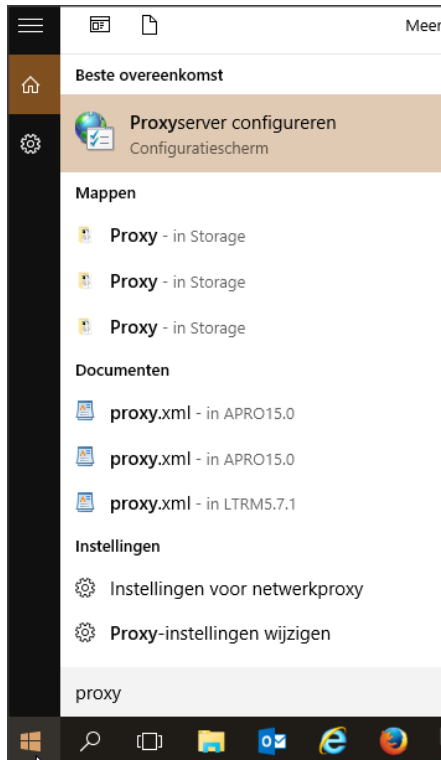 Meer
Beste overeenkomst
Proxyserver configureren
Configuratiescherm
Mappen
Proxy - in Storage
Proxy - in Storage
Proxy - in Storage
Documenten
proxy.xml - in APRO15.0
proxy.xml - in APRO15.0
proxy.xml - in LTRM5.7.1
Instellingen
Instellingen voor netwerkproxy
Proxy-instellingen wijzigen
proxy